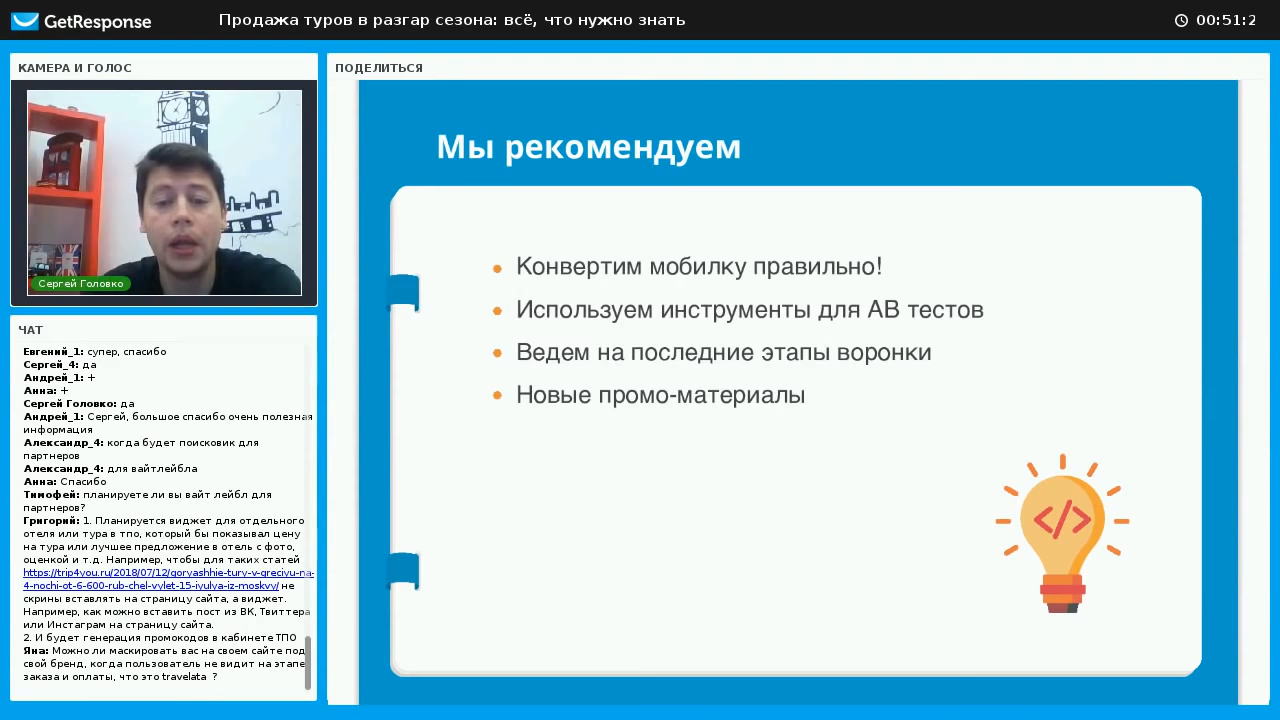 GetResponse
Продажа туров в разгар сезона: всё, что нужно знать
00:51:2
КАМЕРА И ГОЛОС
Сергей Головко
ЧАТ
Евгений_1: супер, спасибо
Сергей_4: да
Андрей_1: +
Анна: +
Сергей Головко: да
Андрей_1: Сергей, большое спасибо очень полезная
информация
Александр_4: когда будет поисковик для
партнеров
Александр_4: для вайтлейбла
Анна: Спасибо
Тимофей: планируете ли вы вайт лейбл для
партнеров?
Григорий: 1. Планируется виджет для отдельного
отеля или тура в тпо, который бы показывал цену
на тура или лучшее предложение в отель с фото,
оценкой и т.д. Например, чтобы для таких статей
https://trip4you.ru/2018/07/12/goryashhie-tury-v-greciyu-na-
4-nochi-ot-6-600-rub-chel-vylet-15-iyulya-iz-moskvy/ не
скрины вставлять на страницу сайта, а виджет.
Например, как можно вставить пост из ВК, Твиттера
или Инстаграм на страницу сайта.
2. И будет генерация промокодов в кабинете ТПО
Яна: Можно ли маскировать вас на своем сайте под
свой бренд, когда пользователь не видит на этапе
заказа и оплаты, что это travelata ?
ПОДЕЛИТЬСЯ
Мы рекомендуем
Конвертим мобилку правильно!
Используем инструменты для АВ тестов
Ведем на последние этапы воронки
Новые промо-материалы